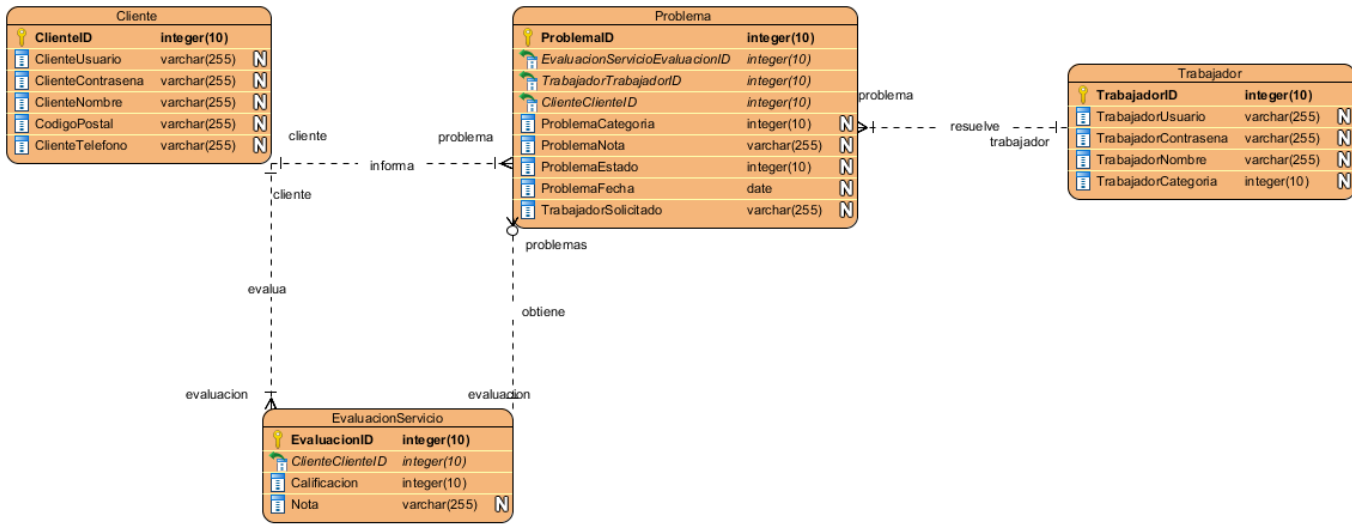 Cliente
ClienteID integer(10)
ClienteUsuario varchar(255) N
ClienteContrasena varchar(255) N
ClienteNombre varchar(255) N
CodigoPostal varchar(255) N
ClienteTelefono varchar(255) N
Problema
ProblemaID integer(10)
EvaluacionServicioEvaluacionID integer(10)
TrabajadorTrabajadorID integer(10)
ClienteClienteID integer(10)
ProblemaCategoria integer(10) N
ProblemaNota varchar(255) N
ProblemaEstado integer(10) N
ProblemaFecha date N
TrabajadorSolicitado varchar(255) N
Trabajador
TrabajadorID integer(10)
TrabajadorUsuario varchar(255) N
TrabajadorContrasena varchar(255) N
TrabajadorNombre varchar(255) N
TrabajadorCategoria integer(10) N
problema
resuelve
trabajador
cliente
problema
informa
cliente
problemas
evalua
obtiene
evaluacion
evaluacion
EvaluacionServicio
EvaluacionID integer(10)
ClienteClienteID integer(10)
Calificacion integer(10)
Nota varchar(255) N